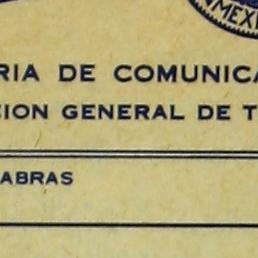 MEXI
RIA DE COMUNICA
CION GENERAL DE T
ABRAS